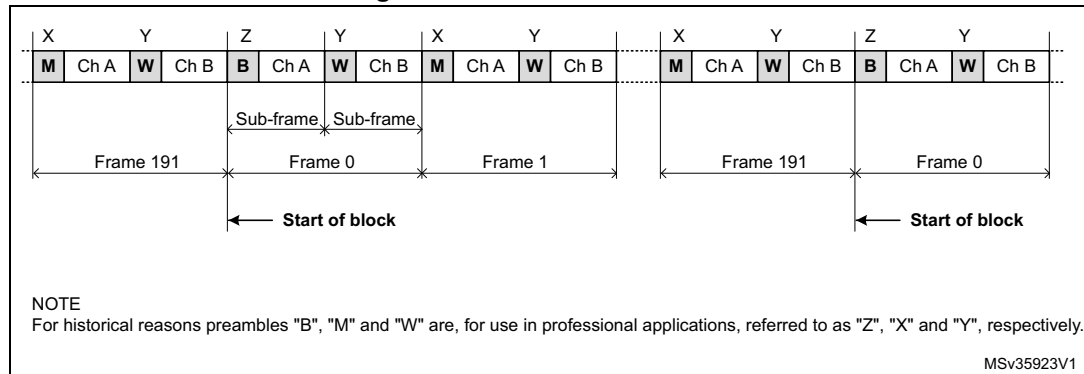 X Y Z Y X Y X Y Z Y
M Ch A W Ch B B Ch A W Ch B M Ch A W Ch B M Ch A W Ch B B Ch A W Ch B
Sub-frame Sub-frame
Frame 191 Frame 0 Frame 1 Frame 191 Frame 0
Start of block Start of block
NOTE
For historical reasons preambles "B", "M" and "W" are, for use in professional applications, referred to as "Z", "X" and "Y", respectively.
MSv35923V1